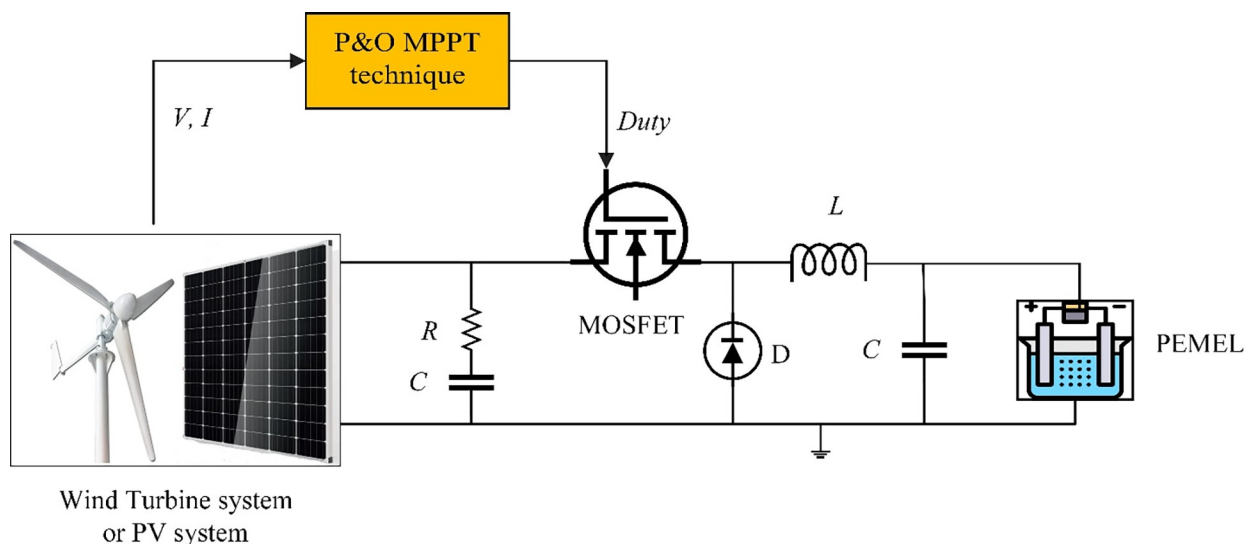 P&O MPPT
technique
V, I
Duty
L
MOSFET
R
C
D
C
+ −
PEMEL
Wind Turbine system
or PV system